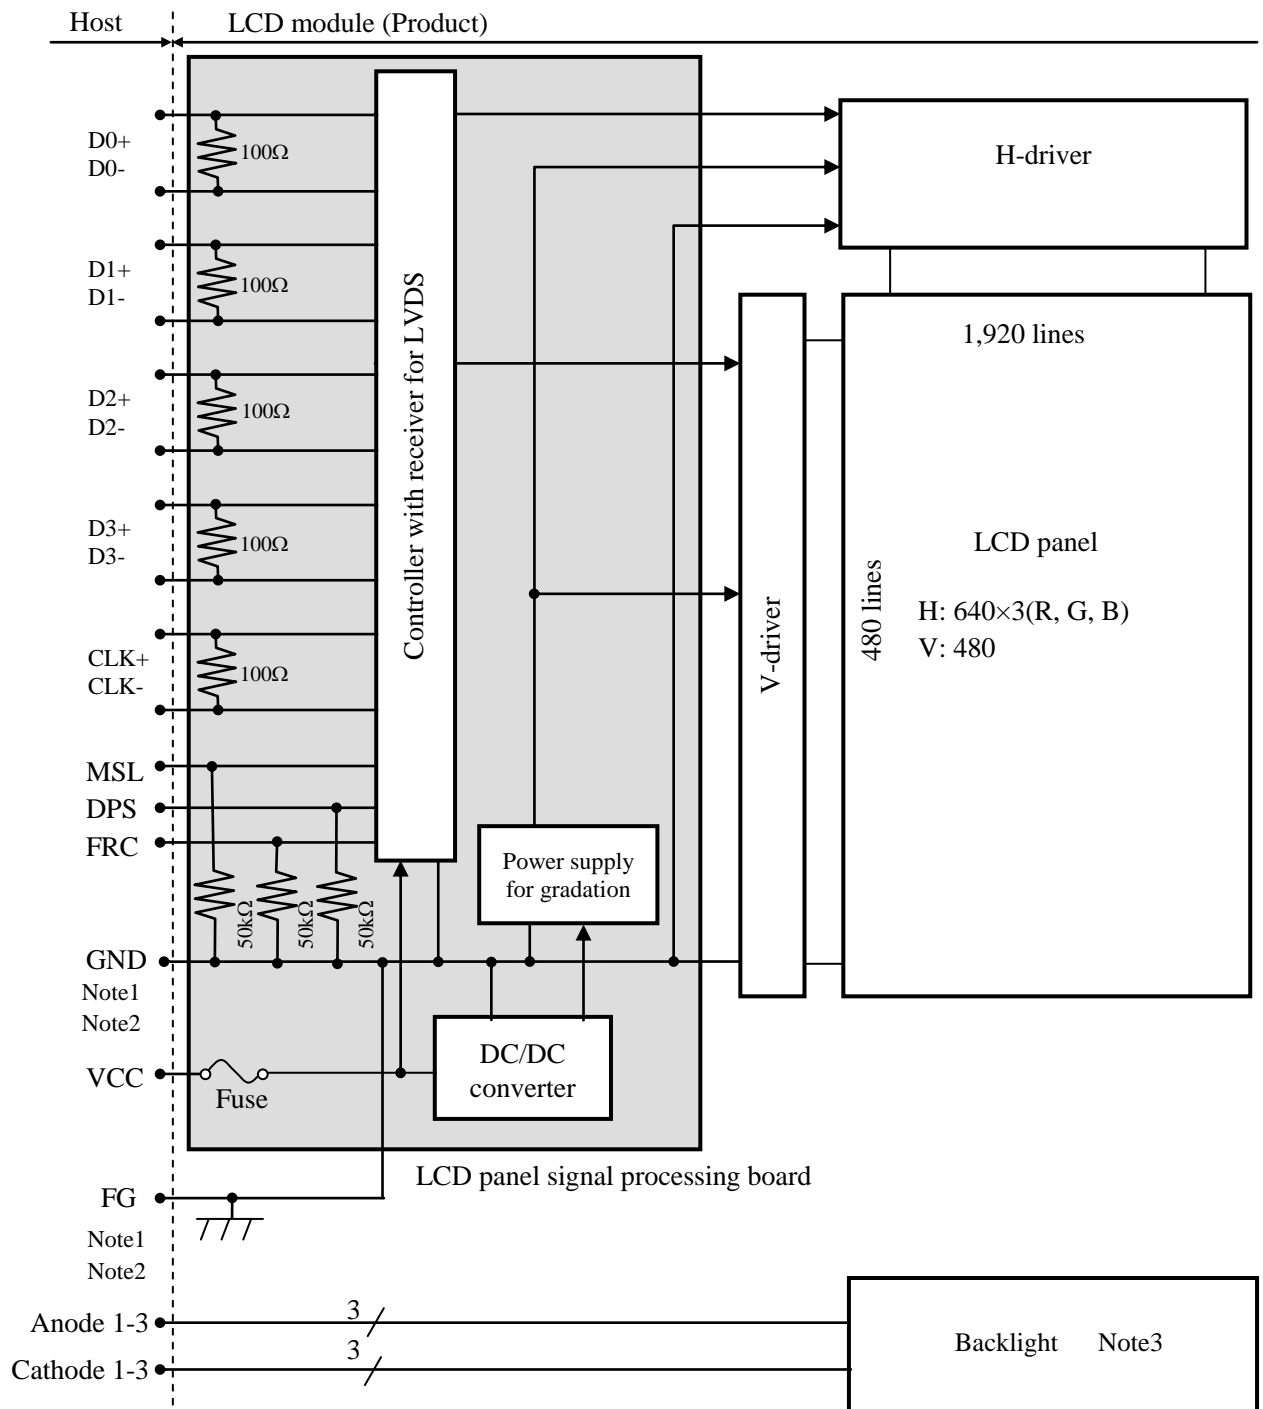 Host
LCD module (Product)
D0+
D0-
100Ω
D1+
D1-
100Ω
D2+
D2-
100Ω
D3+
D3-
100Ω
CLK+
CLK-
100Ω
MSL
DPS
FRC
50kΩ
50kΩ
50kΩ
GND
Note1
Note2
VCC
Fuse
FG
Note1
Note2
Controller with receiver for LVDS
Power supply
for gradation
DC/DC
converter
LCD panel signal processing board
H-driver
V-driver
1,920 lines
480 lines
LCD panel
H: 640×3(R, G, B)
V: 480
Anode 1-3
3
Cathode 1-3
3
Backlight Note3